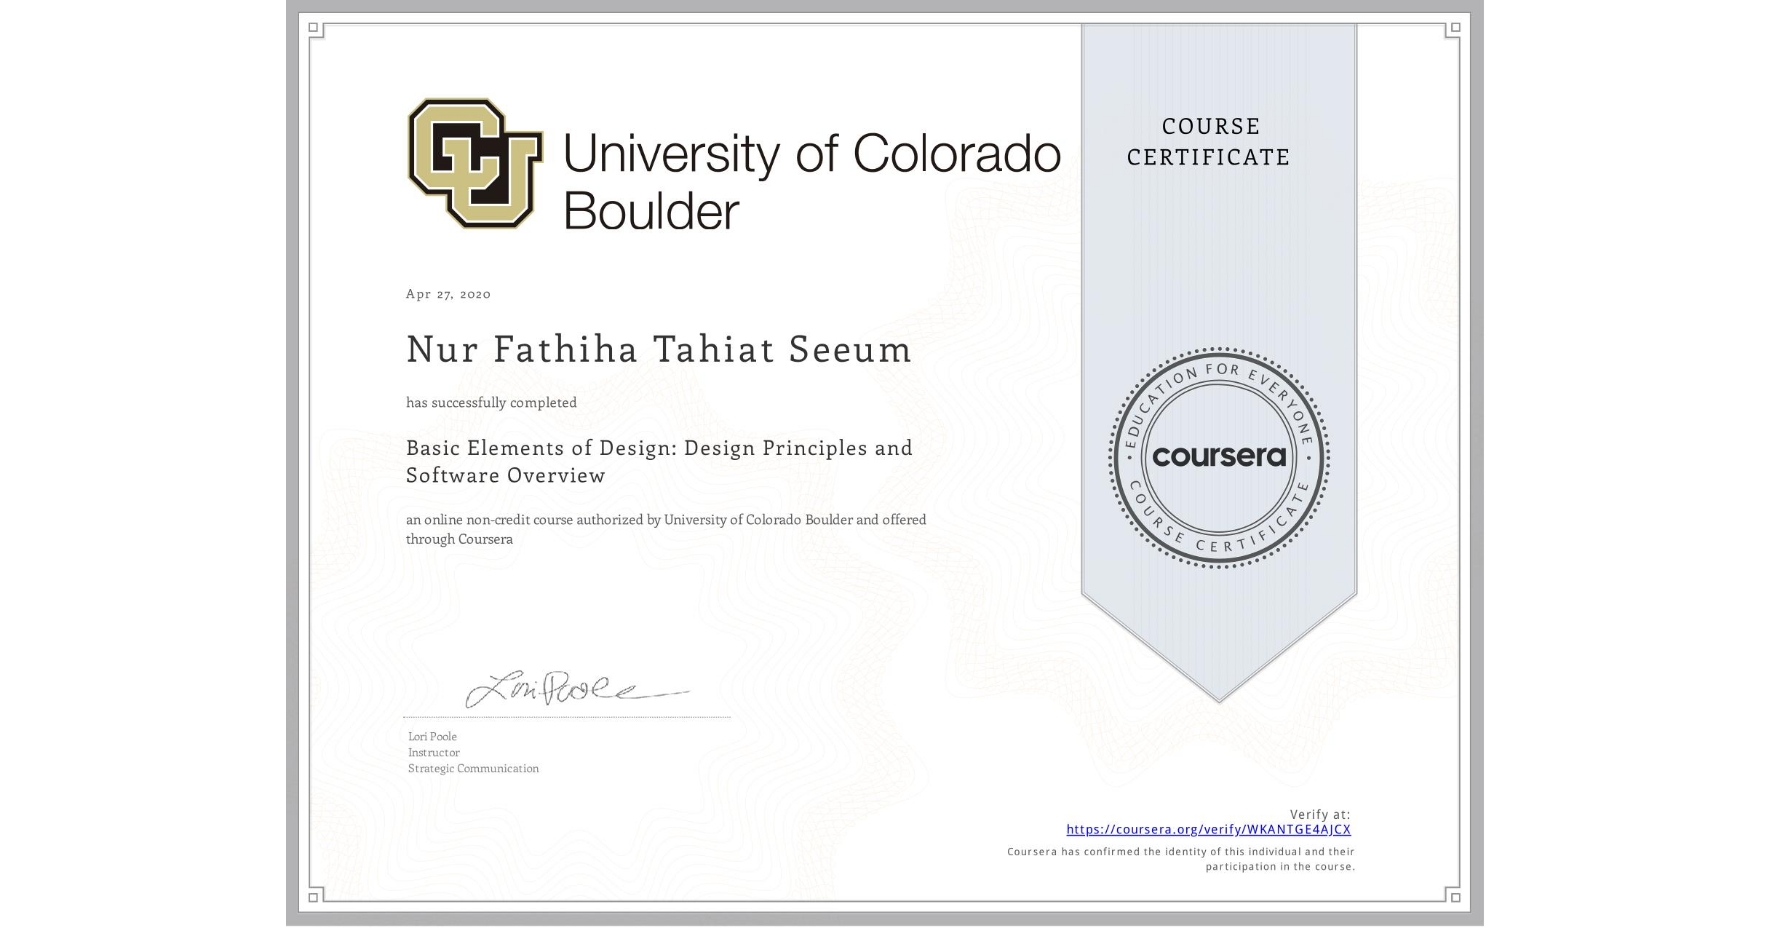 CU
University of Colorado
Boulder
COURSE
CERTIFICATE
Apr 27, 2020
Nur Fathiha Tahiat Seeum
has successfully completed
Basic Elements of Design: Design Principles and
Software Overview
an online non-credit course authorized by University of Colorado Boulder and offered
through Coursera
EDUCATION FOR EVERYONE
coursera
COURSE CERTIFICATE
Lori Poole
Lori Poole
Instructor
Strategic Communication
Verify at:
https://coursera.org/verify/WKANTGE4AJCX
Coursera has confirmed the identity of this individual and their
participation in the course.